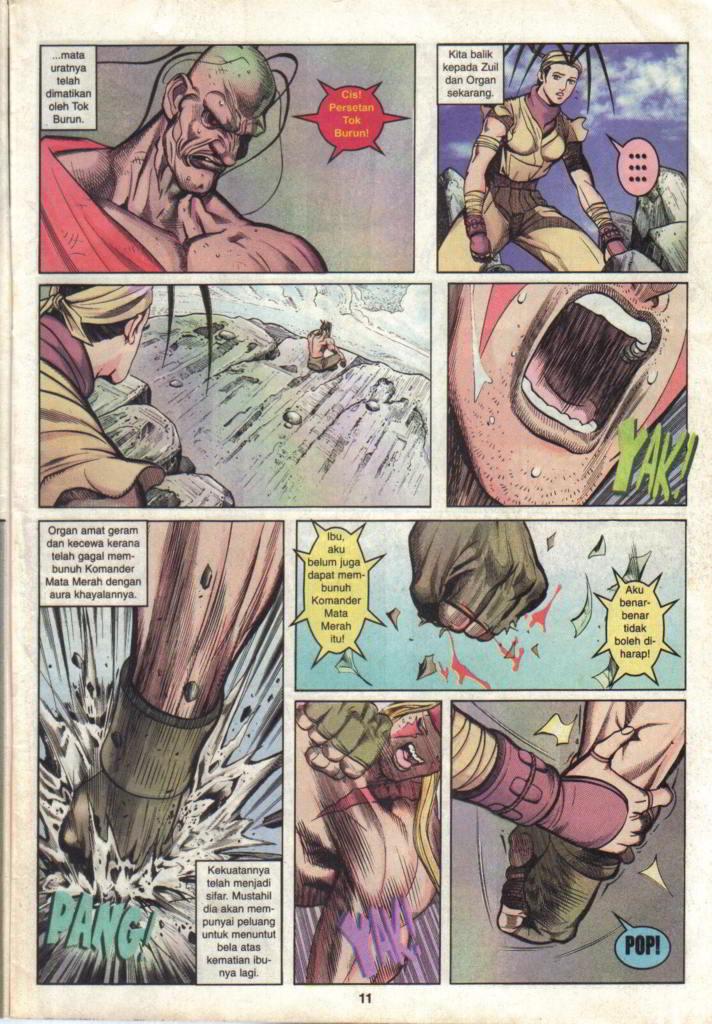 ...mata
uratnya
telah
dimatikan
oleh Tok
Burun.
Cis!
Persetan
Tok
Burun!
Kita balik
kepada Zuil
dan Organ
sekarang.
...
...
...
YAK!
Organ amat geram
dan kecewa kerana
telah gagal mem-
bunuh Komander
Mata Merah dengan
aura khayalannya.
PANG!
Kekuatannya
telah menjadi
sifar. Mustahil
dia akan mem-
punyai peluang
untuk menuntut
bela atas
kematian ibu-
nya lagi.
Ibu,
aku
belum juga
dapat mem-
bunuh
Komander
Mata
Merah
itu!
Aku
benar-
benar
tidak
boleh di-
harap!
YAK!
POP!
11